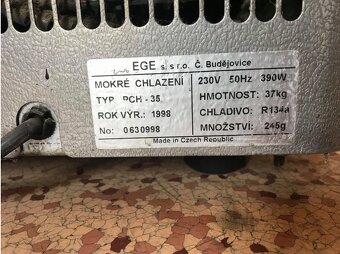 EGE s. s r.o. Č. Budějovice
MOKRÉ CHLAZENÍ 230V 50Hz 390W
TYP PCH - 35 HMOTNOST: 37kg
ROK VÝR.: 1998 CHLADIVO: R134a
No: 0630998 MNOŽSTVÍ: 245g
Made in Czech Republic